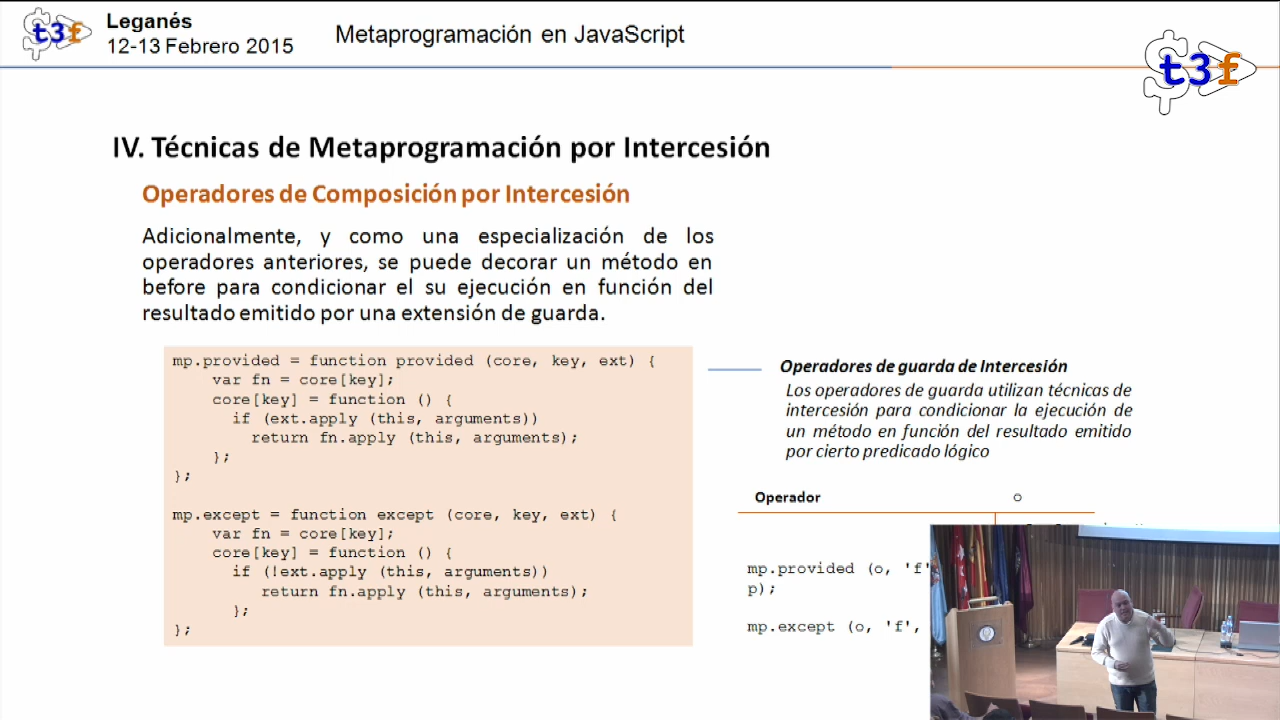 t3f
Leganés
12-13 Febrero 2015
Metaprogramación en JavaScript
t3f
IV. Técnicas de Metaprogramación por Intercesión
Operadores de Composición por Intercesión
Adicionalmente, y como una especialización de los
operadores anteriores, se puede decorar un método en
before para condicionar el su ejecución en función del
resultado emitido por una extensión de guarda.
mp.provided = function provided (core, key, ext) {
var fn = core[key];
core[key] = function () {
if (ext.apply (this, arguments))
return fn.apply (this, arguments);
};
};
mp.except = function except (core, key, ext) {
var fn = core[key];
core[key] = function () {
if (!ext.apply (this, arguments))
return fn.apply (this, arguments);
};
};
Operadores de guarda de Intercesión
Los operadores de guarda utilizan técnicas de
intercesión para condicionar la ejecución de
un método en función del resultado emitido
por cierto predicado lógico
Operador
o
mp.provided (o, 'f'
p);
mp.except (o, 'f',